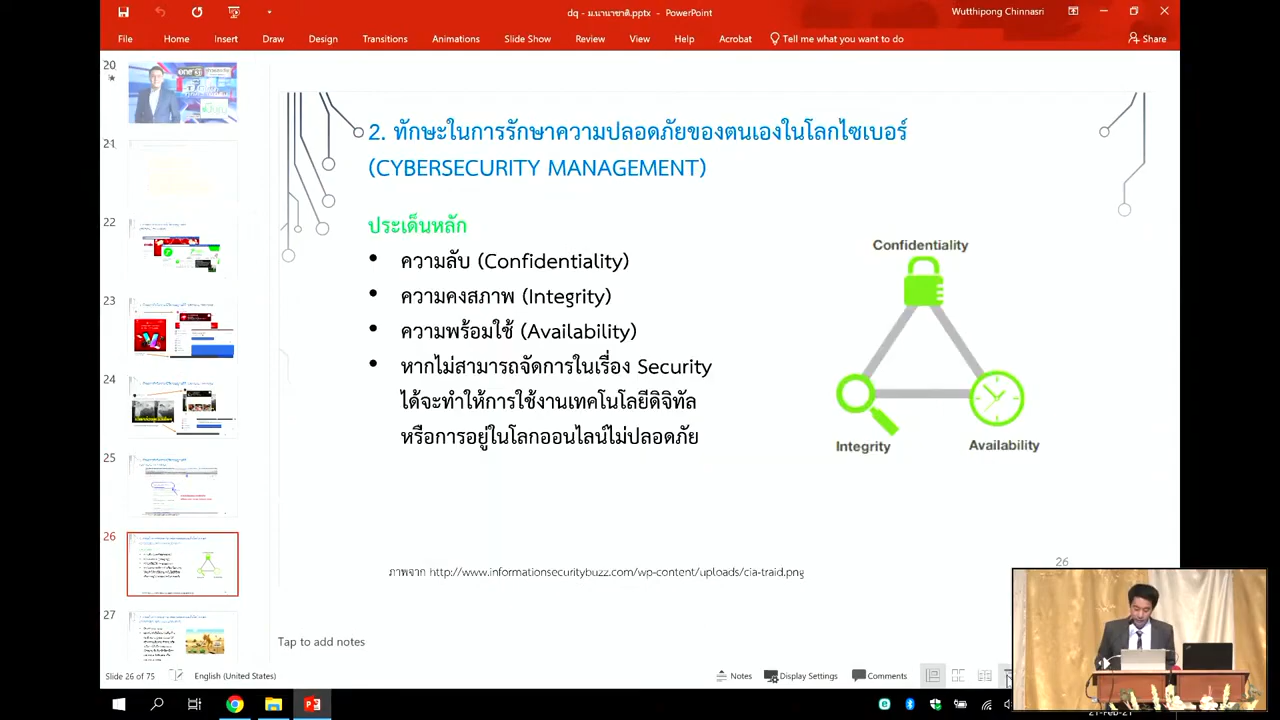 dq - ม.นานาชาติ.pptx - PowerPoint
Wutthipong Chinnasri
File Home Insert Draw Design Transitions Animations Slide Show Review View Help Acrobat Tell me what you want to do Share
20
21
22
23
24
25
26
27
2. ทักษะในการรักษาความปลอดภัยของตนเองในโลกไซเบอร์
(CYBERSECURITY MANAGEMENT)
ประเด็นหลัก
• ความลับ (Confidentiality)
• ความคงสภาพ (Integrity)
• ความพร้อมใช้ (Availability)
• หากไม่สามารถจัดการในเรื่อง Security
ได้จะทำให้การใช้งานเทคโนโลยีดิจิทัล
หรือการอยู่ในโลกออนไลน์ไม่ปลอดภัย
Confidentiality
Integrity
Availability
ภาพจาก http://www.informationsecuritybuzz.com/wp-content/uploads/cia-traid.png
26
Tap to add notes
Slide 26 of 75
English (United States)
Notes
Display Settings
Comments
21-Feb-21